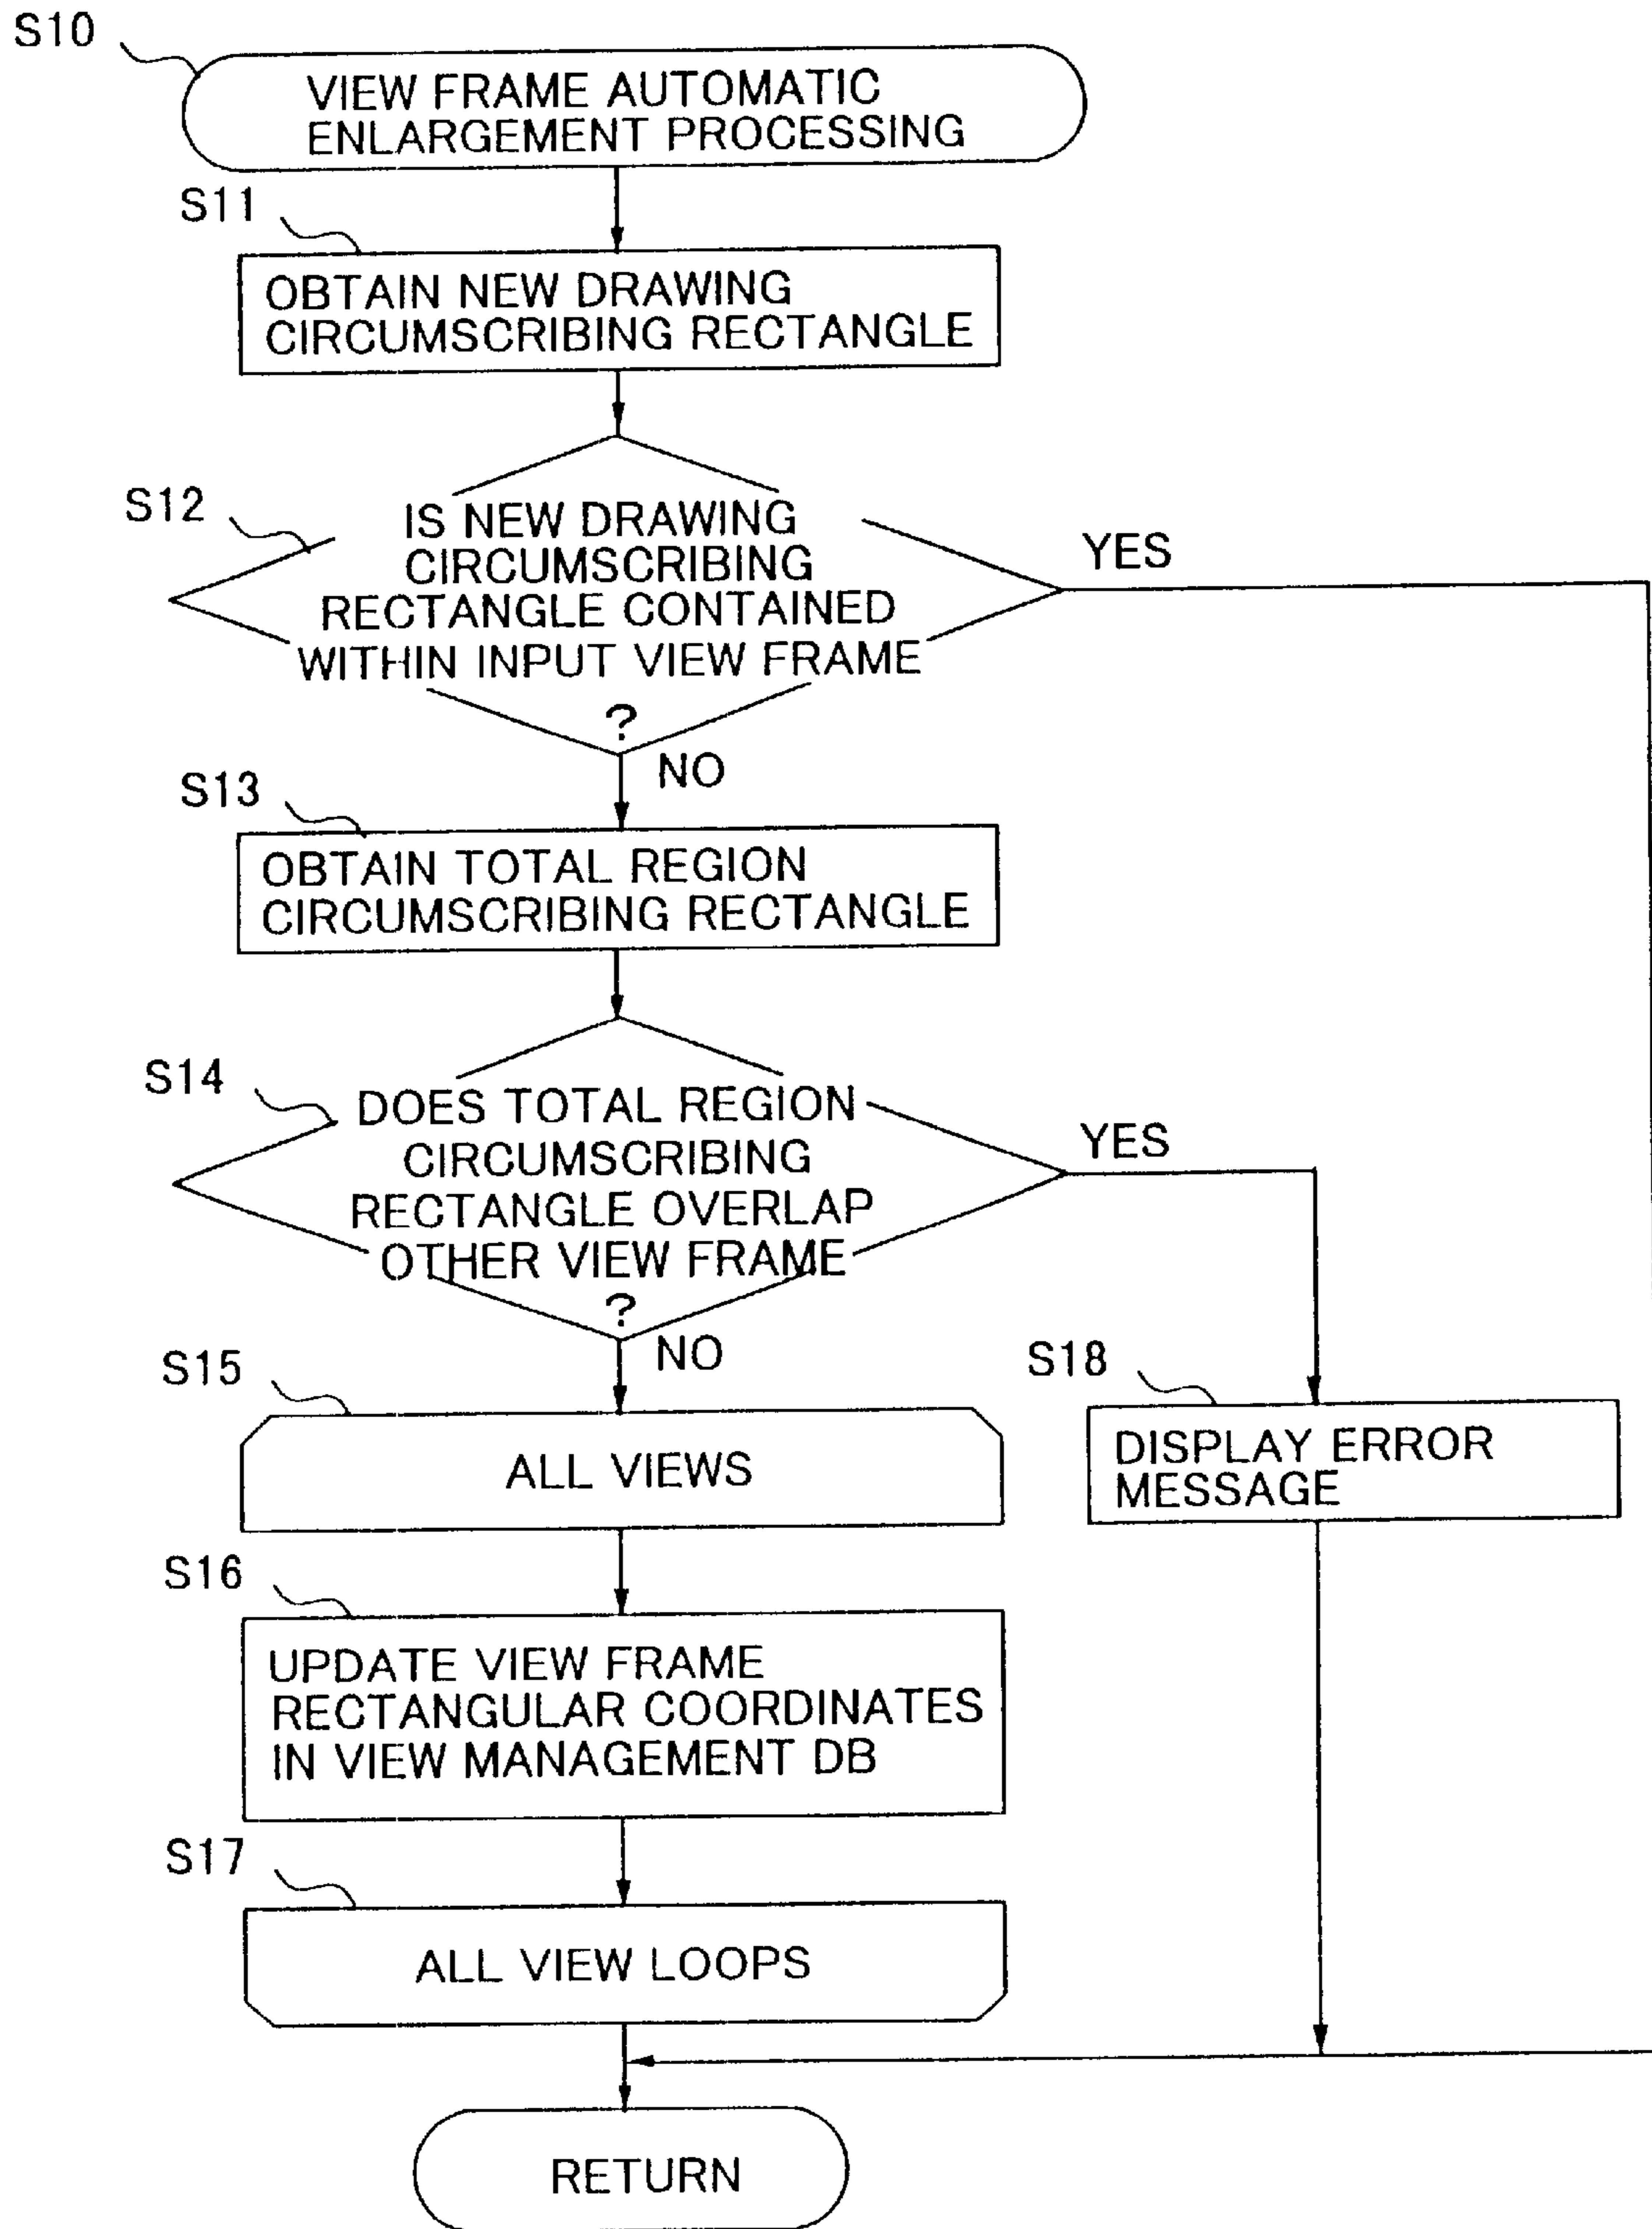 S10
VIEW FRAME AUTOMATIC
ENLARGEMENT PROCESSING
S11
OBTAIN NEW DRAWING
CIRCUMSCRIBING RECTANGLE
S12
IS NEW DRAWING
CIRCUMSCRIBING
RECTANGLE CONTAINED
WITHIN INPUT VIEW FRAME
?
YES
NO
S13
OBTAIN TOTAL REGION
CIRCUMSCRIBING RECTANGLE
S14
DOES TOTAL REGION
CIRCUMSCRIBING
RECTANGLE OVERLAP
OTHER VIEW FRAME
?
YES
NO
S15
ALL VIEWS
S18
DISPLAY ERROR
MESSAGE
S16
UPDATE VIEW FRAME
RECTANGULAR COORDINATES
IN VIEW MANAGEMENT DB
S17
ALL VIEW LOOPS
RETURN